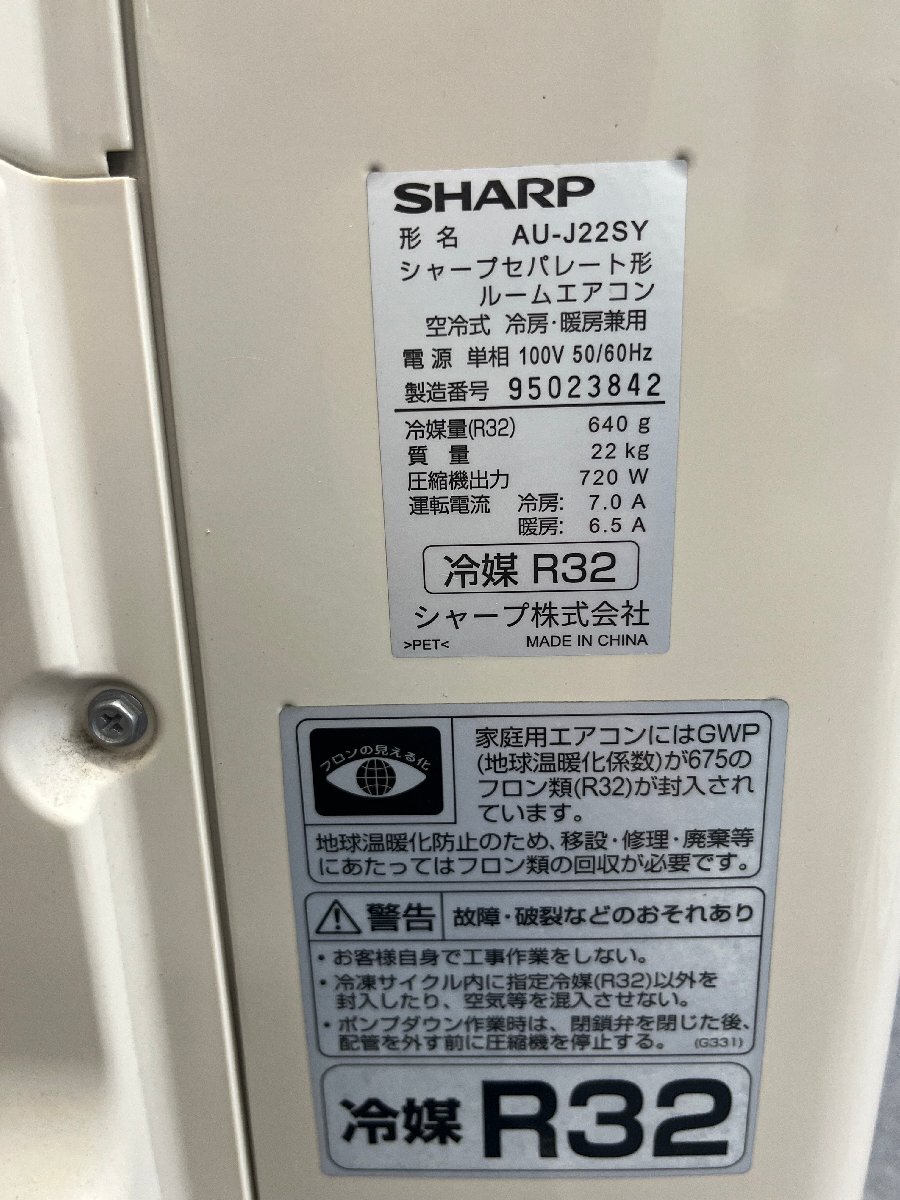 SHARP
形名 AU-J22SY
シャープセパレート形
ルームエアコン
空冷式 冷房・暖房兼用
電源 単相 100V 50/60Hz
製造番号 95023842
冷媒量(R32) 640 g
質量 22 kg
圧縮機出力 720 W
運転電流 冷房: 7.0 A
暖房: 6.5 A
冷媒 R32
シャープ株式会社
>PET< MADE IN CHINA
フロンの見える化
家庭用エアコンにはGWP
(地球温暖化係数)が675の
フロン類(R32)が封入され
ています。
地球温暖化防止のため、移設・修理・廃棄等
にあたってはフロン類の回収が必要です。
警告 故障・破裂などのおそれあり
・お客様自身で工事作業をしない。
・冷凍サイクル内に指定冷媒(R32)以外を
封入したり、空気等を混入させない。
・ポンプダウン作業時は、閉鎖弁を閉じた後、
配管を外す前に圧縮機を停止する。 (G331)
冷媒 R32